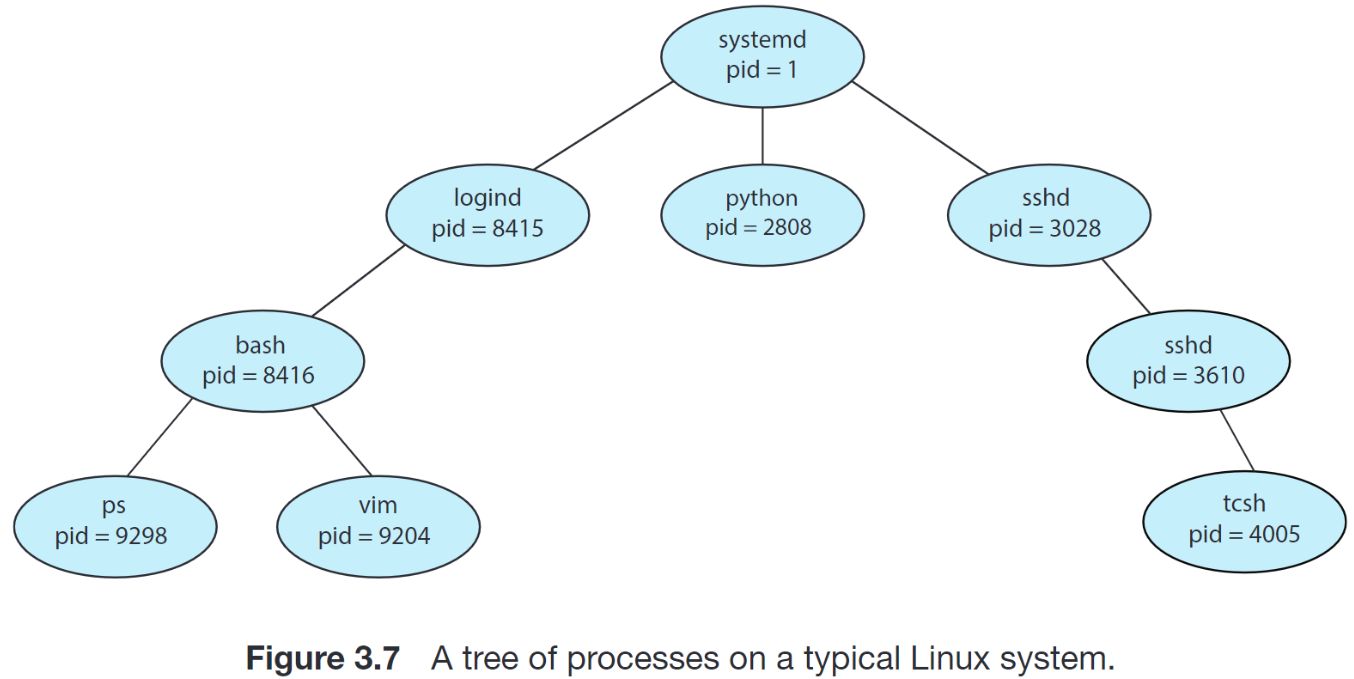 systemd
pid = 1
logind
pid = 8415
python
pid = 2808
sshd
pid = 3028
bash
pid = 8416
sshd
pid = 3610
ps
pid = 9298
vim
pid = 9204
tcsh
pid = 4005
Figure 3.7 A tree of processes on a typical Linux system.